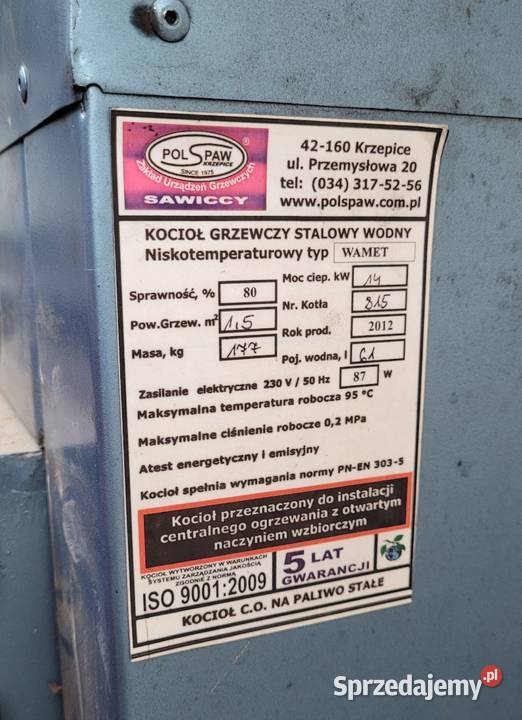 POLSPAW ®
KRZEPICE
SINCE 1975
Zakład Urządzeń Grzewczych
SAWICCY
42-160 Krzepice
ul. Przemysłowa 20
tel: (034) 317-52-56
www.polspaw.com.pl
KOCIOŁ GRZEWCZY STALOWY WODNY
Niskotemperaturowy typ WAMET
Sprawność, % 80
Moc ciep. kW 14
Pow.Grzew. m² 1,5
Nr. Kotła 815
Masa, kg 177
Rok prod. 2012
Poj. wodna, l 61
Zasilanie elektryczne 230 V / 50 Hz 87 W
Maksymalna temperatura robocza 95 °C
Maksymalne ciśnienie robocze 0,2 MPa
Atest energetyczny i emisyjny
Kocioł spełnia wymagania normy PN-EN 303-5
Kocioł przeznaczony do instalacji
centralnego ogrzewania z otwartym
naczyniem wzbiorczym
KOCIOŁ WYTWORZONY W WARUNKACH
SYSTEMU ZARZĄDZANIA JAKOŚCIĄ
ZGODNIE Z NORMĄ
ISO 9001:2009
5 LAT
GWARANCJI
KOCIOŁ C.O. NA PALIWO STAŁE
Sprzedajemy.pl